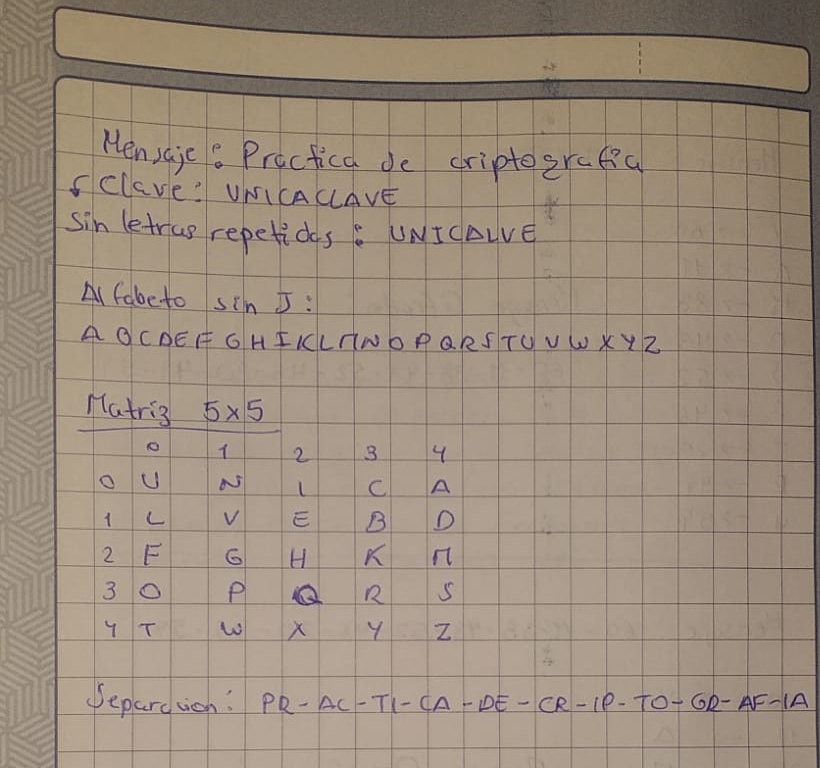 Mensaje: Practica de criptografia
Clave: UNICACLAVE
Sin letras repetidas: UNICALVE
Alfabeto sin J:
A B C D E F G H I K L M N O P Q R S T U V W X Y Z
Matriz 5x5
0 1 2 3 4
0 U N I C A
1 L V E B D
2 F G H K M
3 O P Q R S
4 T W X Y Z
Separacion: PR-AC-TI-CA-DE-CR-IP-TO-GR-AF-IA